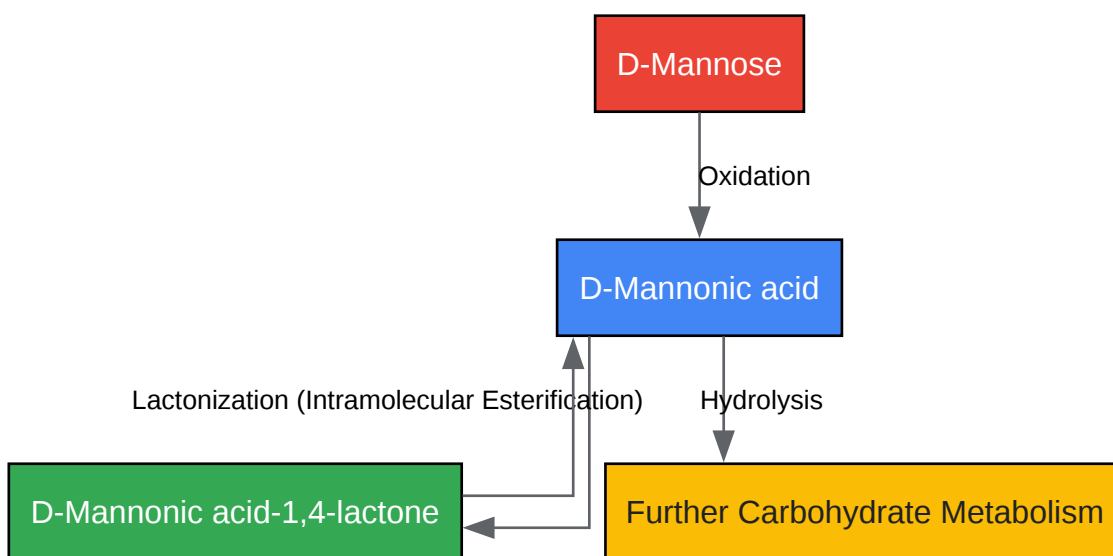 D-Mannose
Oxidation
D-Mannonic acid
Lactonization (Intramolecular Esterification)
Hydrolysis
D-Mannonic acid-1,4-lactone
Further Carbohydrate Metabolism